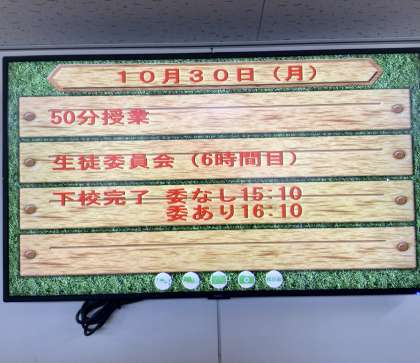 １０月３０日（月）
50分授業
生徒委員会（6時間目）
下校完了 委なし15:10
委あり16:10